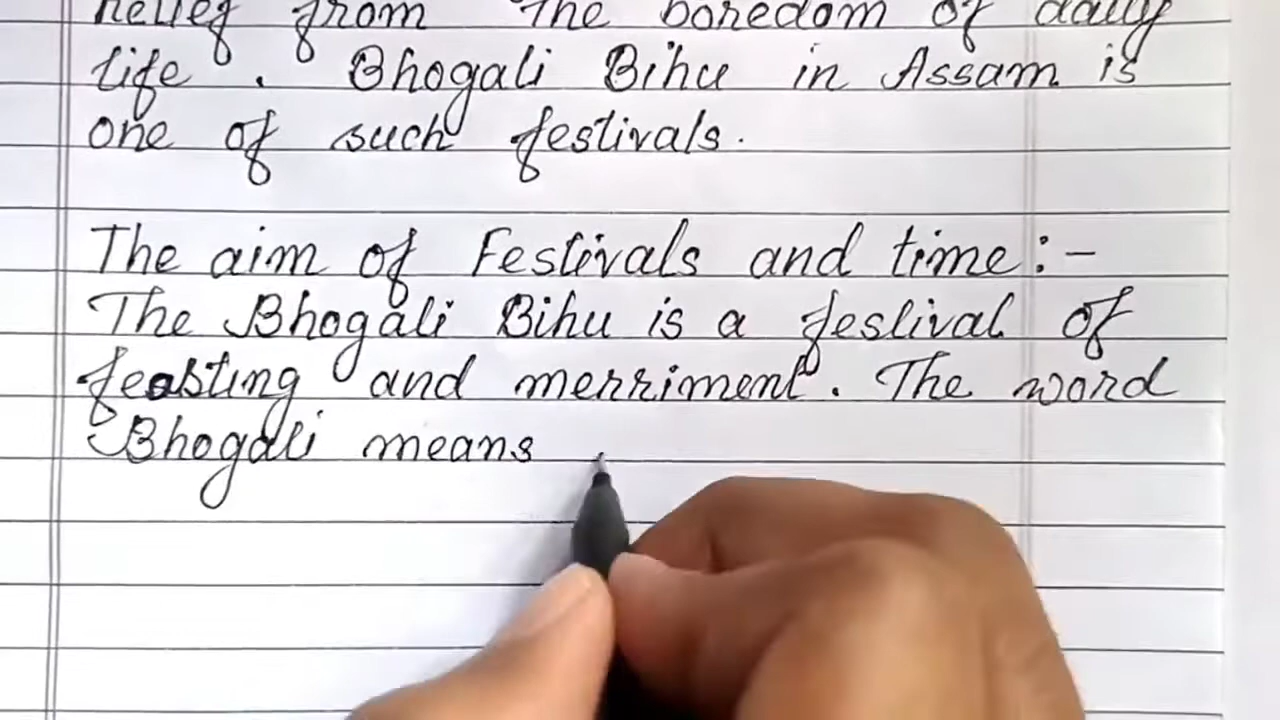 relief from the boredom of daily
life. Bhogali Bihu in Assam is
one of such festivals.
The aim of Festivals and time:-
The Bhogali Bihu is a festival of
feasting and merriment. The word
Bhogali means